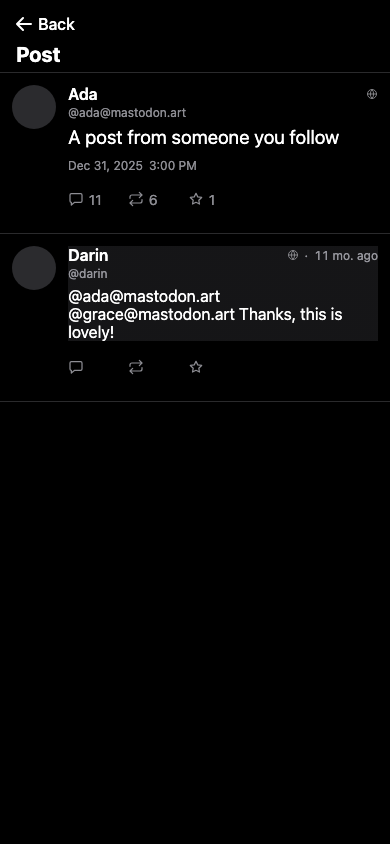 Back
Post
Ada
@ada@mastodon.art
A post from someone you follow
Dec 31, 2025 3:00 PM
11 6 1
Darin · 11 mo. ago
@darin
@ada@mastodon.art
@grace@mastodon.art Thanks, this is
lovely!